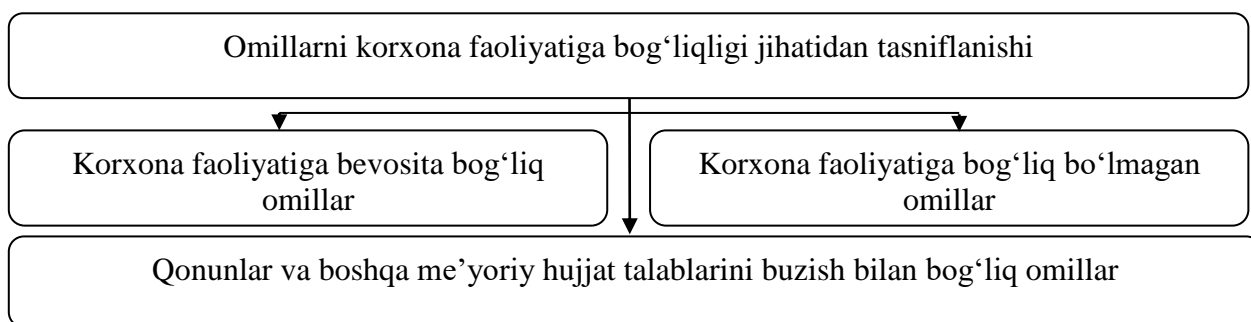 Omillarni korxona faoliyatiga bog‘liqligi jihatidan tasniflanishi
Korxona faoliyatiga bevosita bog‘liq
omillar
Korxona faoliyatiga bog‘liq bo‘lmagan
omillar
Qonunlar va boshqa me’yoriy hujjat talablarini buzish bilan bog‘liq omillar